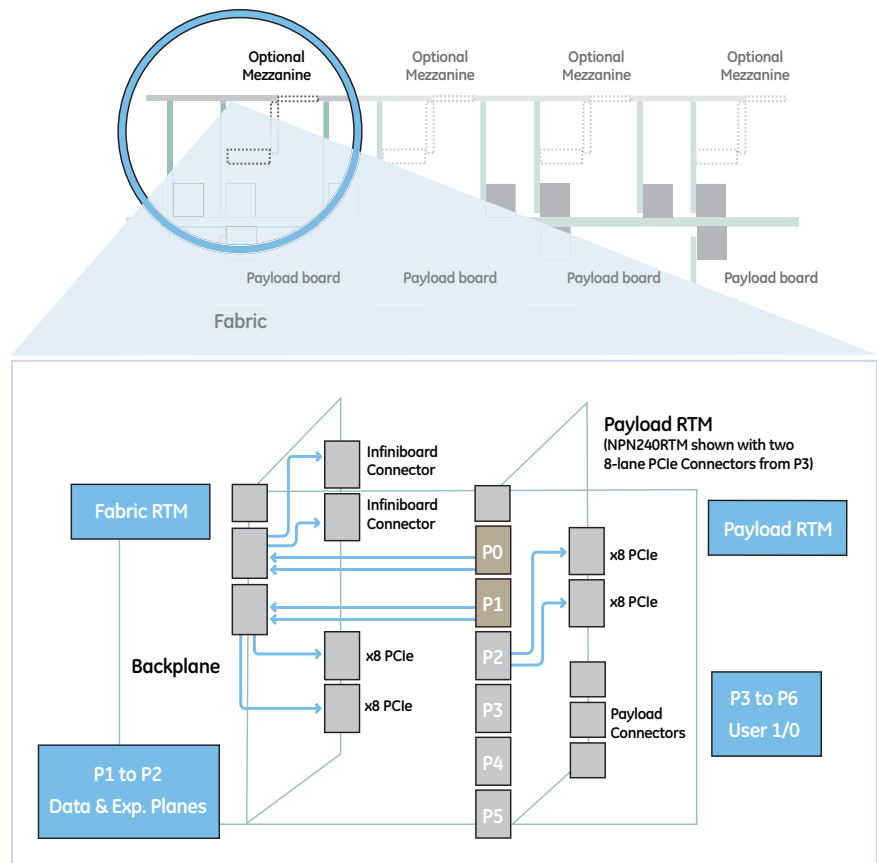 Optional
Mezzanine
Optional
Mezzanine
Optional
Mezzanine
Optional
Mezzanine
Payload board
Payload board
Payload board
Payload board
Fabric
Payload RTM
(NPN240RTM shown with two
8-lane PCIe Connectors from P3)
Infiniboard
Connector
Infiniboard
Connector
Fabric RTM
Payload RTM
P0
x8 PCIe
P1
x8 PCIe
Backplane
x8 PCIe
P2
x8 PCIe
P3
Payload
Connectors
P3 to P6
User 1/0
P4
P1 to P2
Data & Exp. Planes
P5